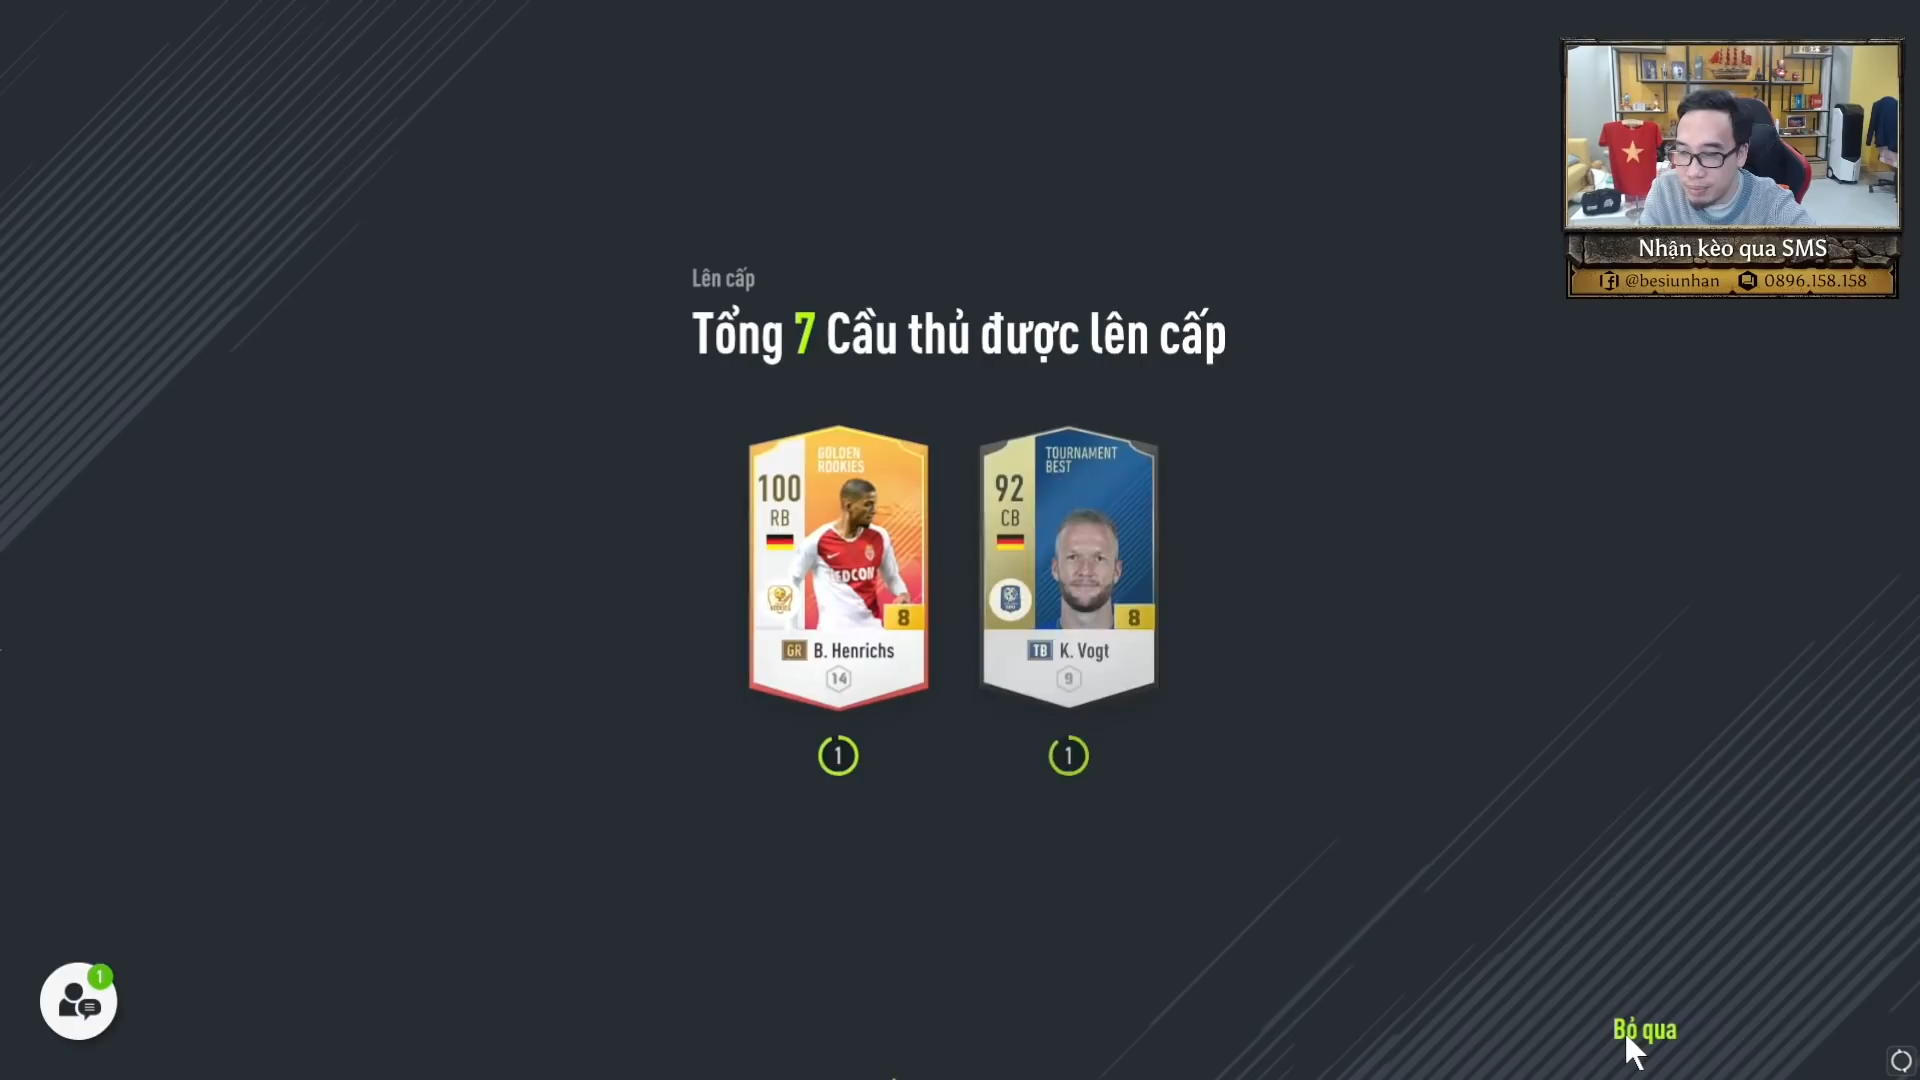 Nhận kèo qua SMS
@besiunhan 0896.158.158
Lên cấp
Tổng 7 Cầu thủ được lên cấp
GOLDEN
ROOKIES
100
RB
8
GR B. Henrichs
14
1
TOURNAMENT
BEST
92
CB
8
TB K. Vogt
9
1
1
Bỏ qua